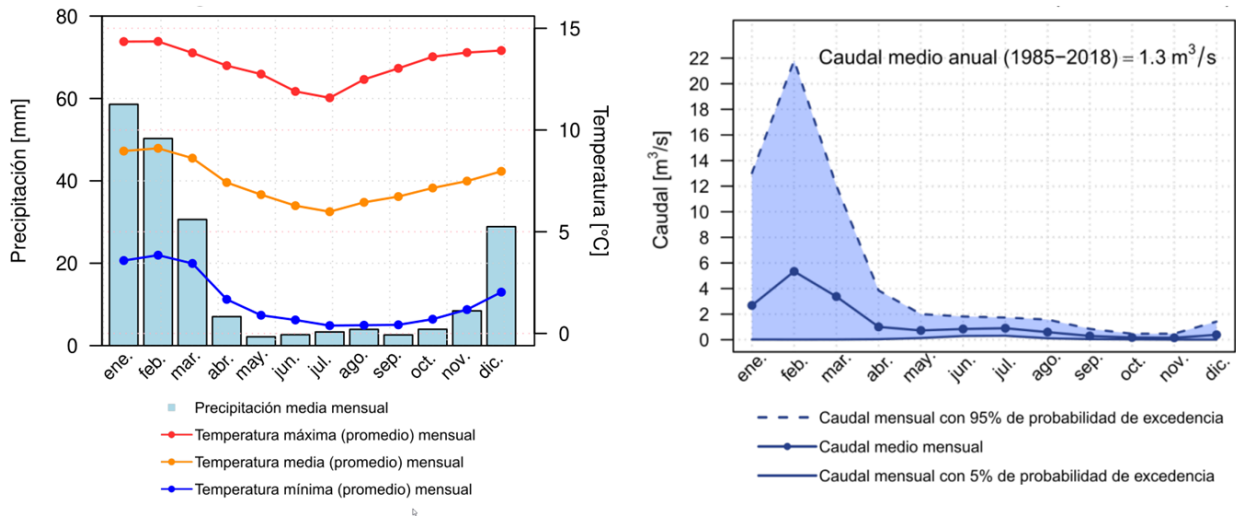 Precipitación [mm]
80
60
40
20
0
Temperatura [°C]
15
10
5
0
ene.
feb.
mar.
abr.
may.
jun.
jul.
ago.
sep.
oct.
nov.
dic.
Precipitación media mensual
Temperatura máxima (promedio) mensual
Temperatura media (promedio) mensual
Temperatura mínima (promedio) mensual
Caudal medio anual (1985−2018) = 1.3 m³/s
Caudal [m³/s]
22
20
18
16
14
12
10
8
6
4
2
0
ene.
feb.
mar.
abr.
may.
jun.
jul.
ago.
sep.
oct.
nov.
dic.
Caudal mensual con 95% de probabilidad de excedencia
Caudal medio mensual
Caudal mensual con 5% de probabilidad de excedencia